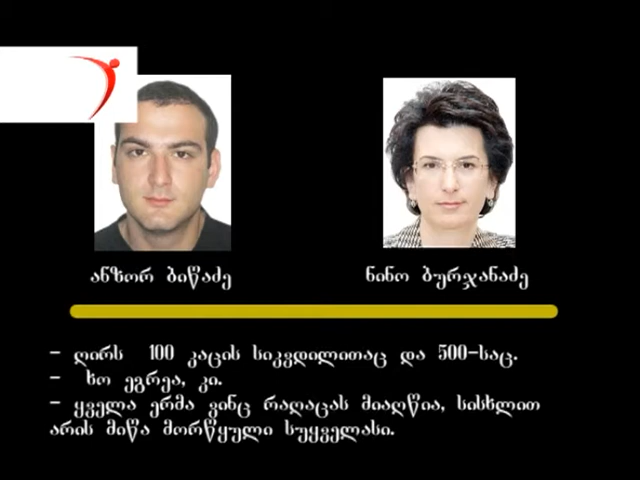 ანზორ ბიწაძე
ნინო ბურჯანაძე
– ღირს 100 კაცის სიკვდილითაც და 500-საც.
– ხო ეგრეა, კი.
– ყველა ერმა ვინც რაღაცას მიაღწია, სისხლით
არის მიწა მორწყული სუყველასი.